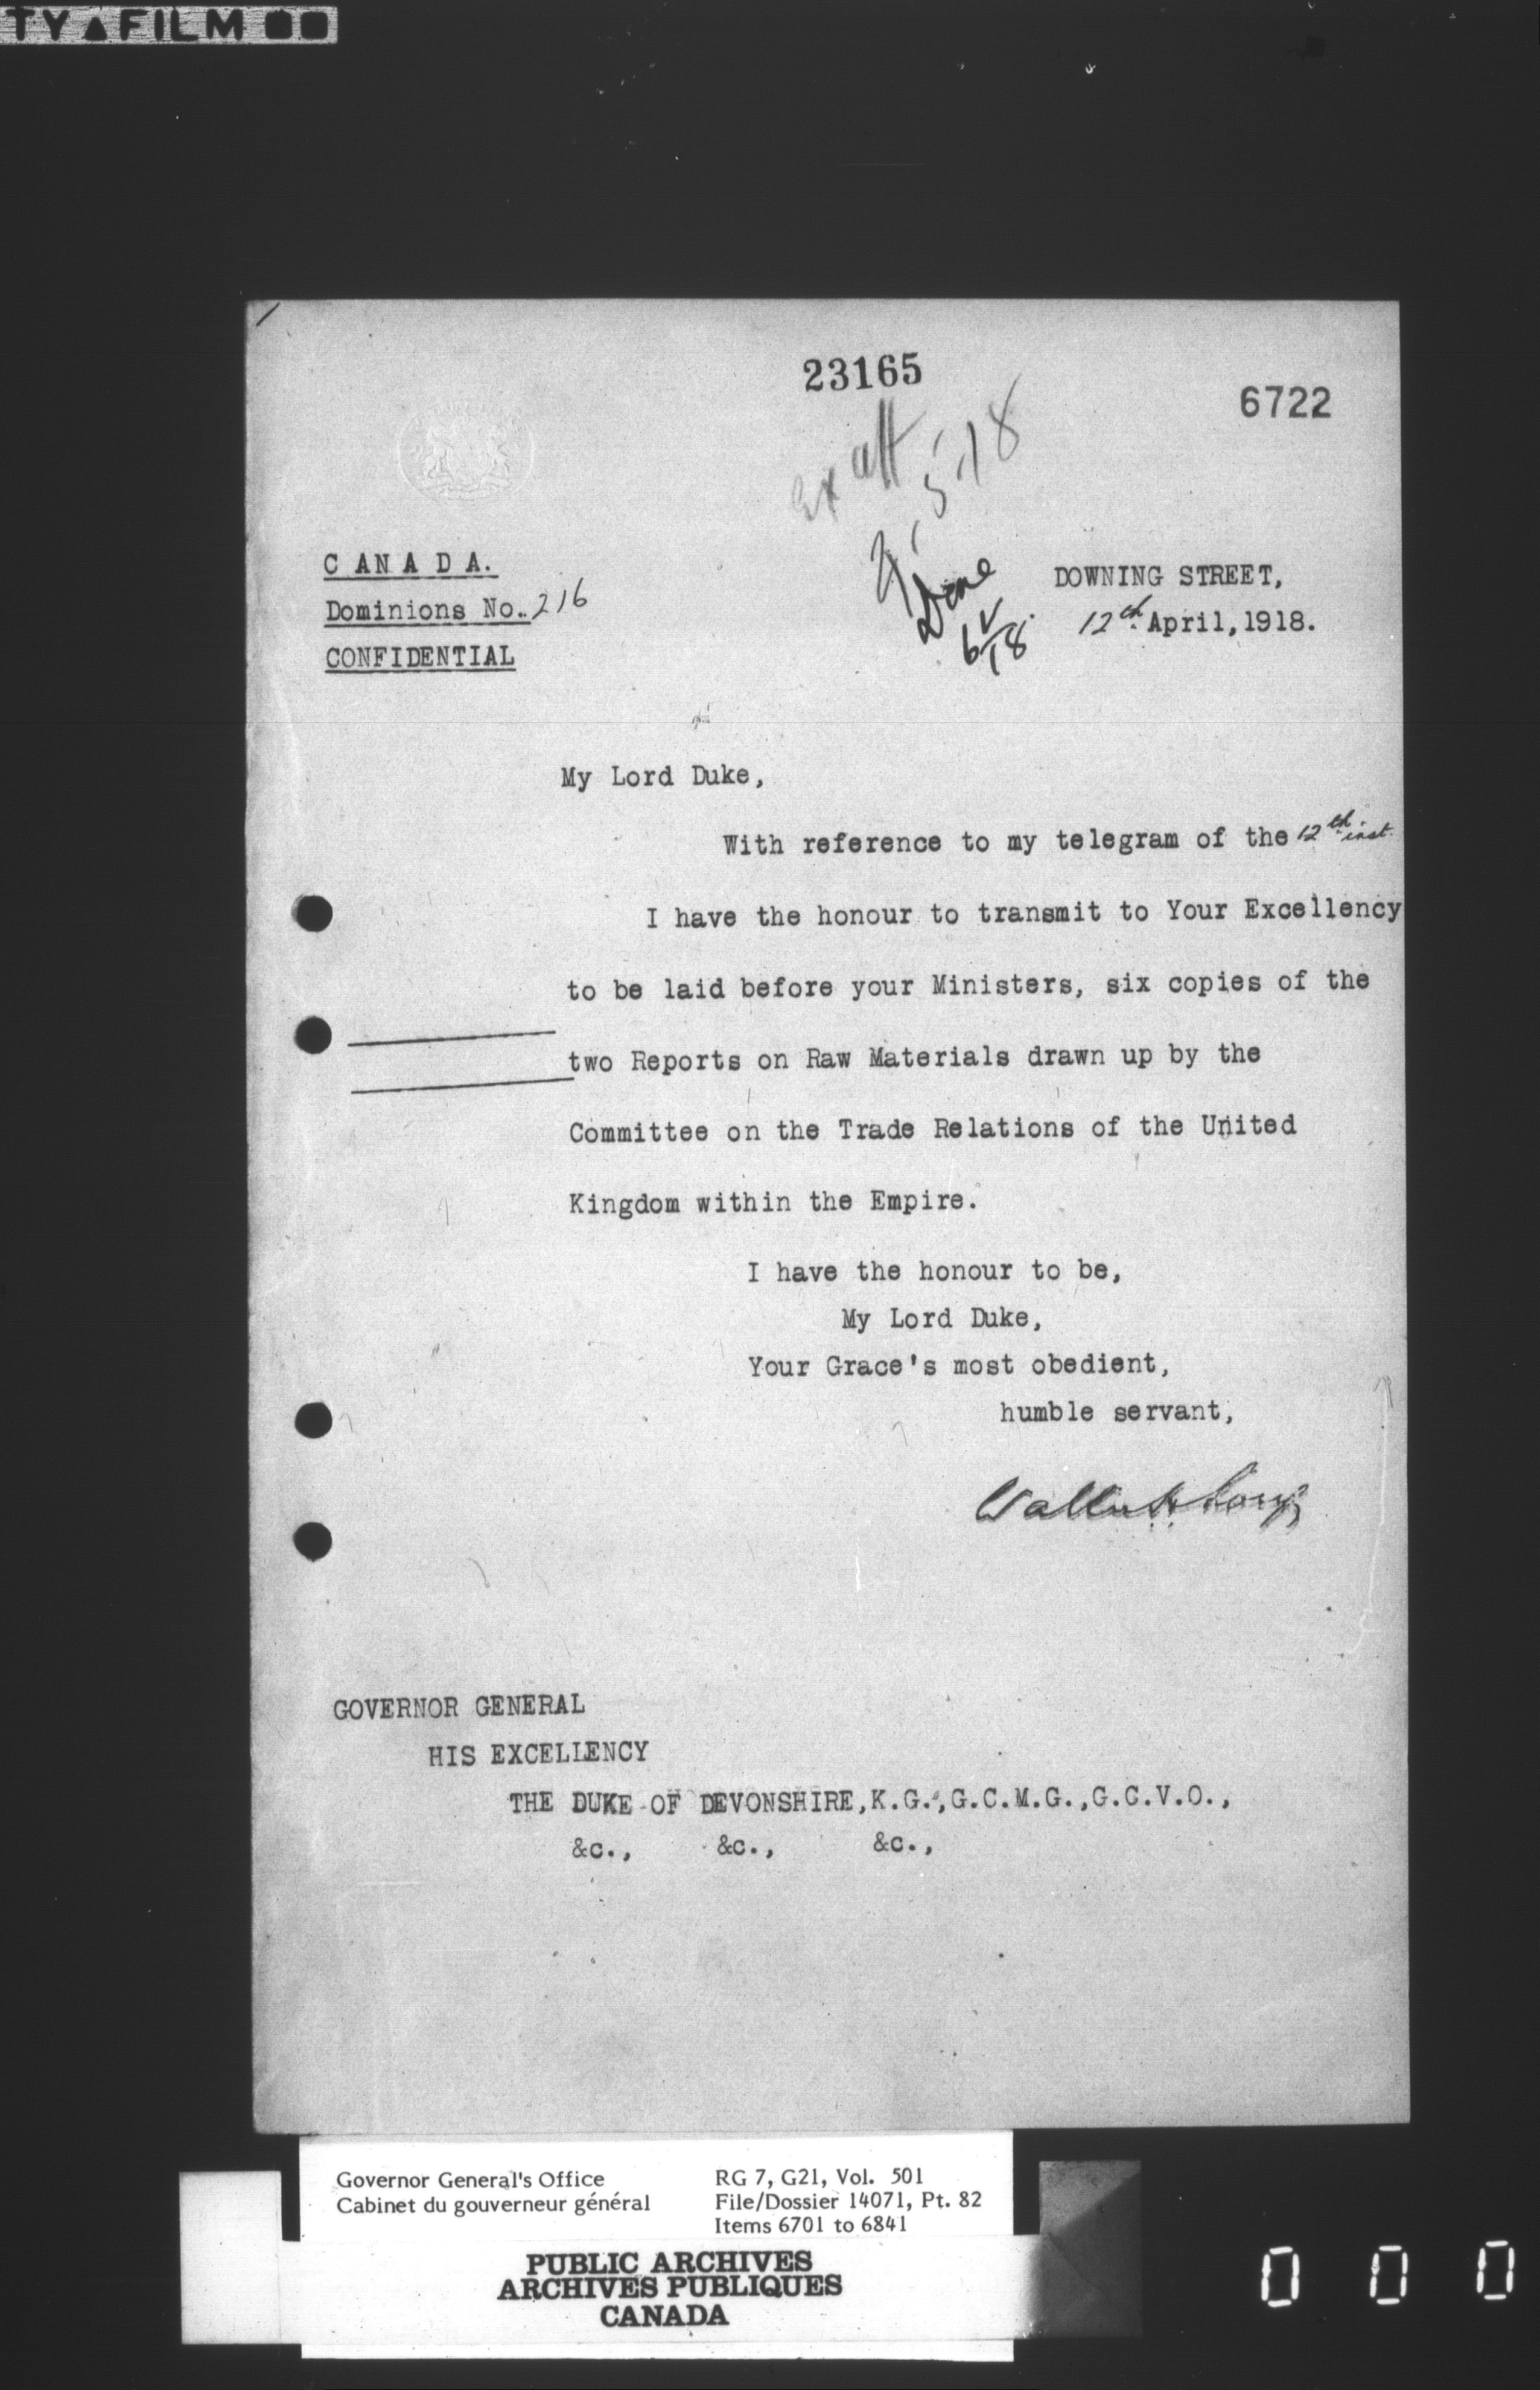 TY▲FILM
23165
6722
5.18
CANADA.
Dominions No. 216
CONFIDENTIAL
Done
6/V/18.
DOWNING STREET,
12th April, 1918.
My Lord Duke,
With reference to my telegram of the 12th inst.
I have the honour to transmit to Your Excellency
to be laid before your Ministers, six copies of the
two Reports on Raw Materials drawn up by the
Committee on the Trade Relations of the United
Kingdom within the Empire.
I have the honour to be,
My Lord Duke,
Your Grace's most obedient,
humble servant,
Walter H Long
GOVERNOR GENERAL
HIS EXCELLENCY
THE DUKE OF DEVONSHIRE,K.G.,G.C.M.G.,G.C.V.O.,
&c., &c., &c.,
Governor General's Office
Cabinet du gouverneur général
RG 7, G21, Vol. 501
File/Dossier 14071, Pt. 82
Items 6701 to 6841
PUBLIC ARCHIVES
ARCHIVES PUBLIQUES
CANADA
0 0 0